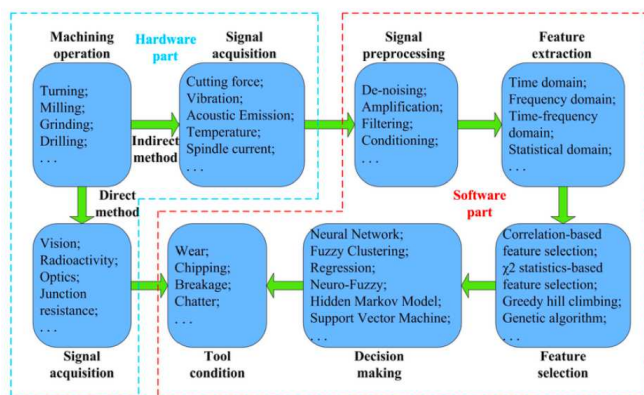 Machining
operation
Hardware
part
Signal
acquisition
Signal
preprocessing
Feature
extraction
Turning;
Milling;
Grinding;
Drilling;
. . .
Indirect
method
Cutting force;
Vibration;
Acoustic Emission;
Temperature;
Spindle current;
. . .
De-noising;
Amplification;
Filtering;
Conditioning;
. . .
Time domain;
Frequency domain;
Time-frequency
domain;
Statistical domain;
. . .
Direct
method
Software
part
Vision;
Radioactivity;
Optics;
Junction
resistance;
. . .
Wear;
Chipping;
Breakage;
Chatter;
. . .
Neural Network;
Fuzzy Clustering;
Regression;
Neuro-Fuzzy;
Hidden Markov Model;
Support Vector Machine;
. . .
Correlation-based
feature selection;
χ2 statistics-based
feature selection;
Greedy hill climbing;
Genetic algorithm;
. . .
Signal
acquisition
Tool
condition
Decision
making
Feature
selection